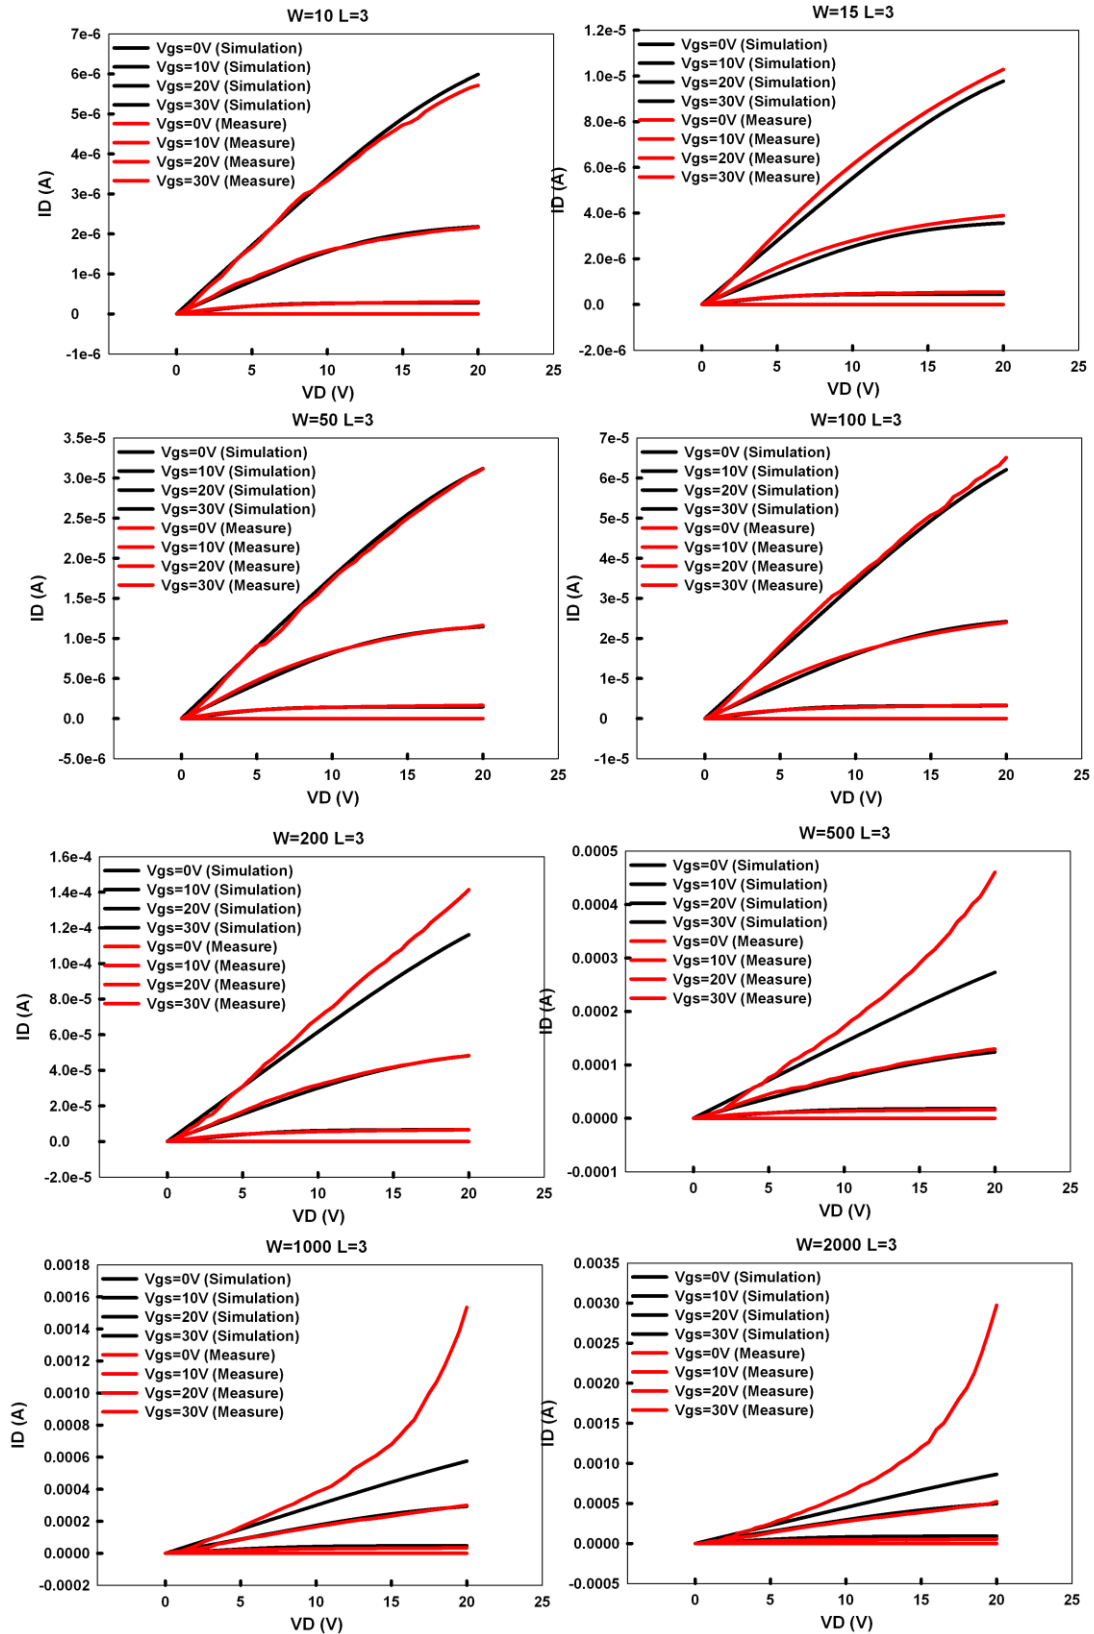 W=10 L=3
7e-6
6e-6
5e-6
4e-6
3e-6
2e-6
1e-6
0
-1e-6
ID (A)
Vgs=0V (Simulation)
Vgs=10V (Simulation)
Vgs=20V (Simulation)
Vgs=30V (Simulation)
Vgs=0V (Measure)
Vgs=10V (Measure)
Vgs=20V (Measure)
Vgs=30V (Measure)
0 5 10 15 20 25
VD (V)
W=15 L=3
1.2e-5
1.0e-5
8.0e-6
6.0e-6
4.0e-6
2.0e-6
0.0
-2.0e-6
ID (A)
Vgs=0V (Simulation)
Vgs=10V (Simulation)
Vgs=20V (Simulation)
Vgs=30V (Simulation)
Vgs=0V (Measure)
Vgs=10V (Measure)
Vgs=20V (Measure)
Vgs=30V (Measure)
0 5 10 15 20 25
VD (V)
W=50 L=3
3.5e-5
3.0e-5
2.5e-5
2.0e-5
1.5e-5
1.0e-5
5.0e-6
0.0
-5.0e-6
ID (A)
Vgs=0V (Simulation)
Vgs=10V (Simulation)
Vgs=20V (Simulation)
Vgs=30V (Simulation)
Vgs=0V (Measure)
Vgs=10V (Measure)
Vgs=20V (Measure)
Vgs=30V (Measure)
0 5 10 15 20 25
VD (V)
W=100 L=3
7e-5
6e-5
5e-5
4e-5
3e-5
2e-5
1e-5
0
-1e-5
ID (A)
Vgs=0V (Simulation)
Vgs=10V (Simulation)
Vgs=20V (Simulation)
Vgs=30V (Simulation)
Vgs=0V (Measure)
Vgs=10V (Measure)
Vgs=20V (Measure)
Vgs=30V (Measure)
0 5 10 15 20 25
VD (V)
W=200 L=3
1.6e-4
1.4e-4
1.2e-4
1.0e-4
8.0e-5
6.0e-5
4.0e-5
2.0e-5
0.0
-2.0e-5
ID (A)
Vgs=0V (Simulation)
Vgs=10V (Simulation)
Vgs=20V (Simulation)
Vgs=30V (Simulation)
Vgs=0V (Measure)
Vgs=10V (Measure)
Vgs=20V (Measure)
Vgs=30V (Measure)
0 5 10 15 20 25
VD (V)
W=500 L=3
0.0005
0.0004
0.0003
0.0002
0.0001
0.0000
-0.0001
ID (A)
Vgs=0V (Simulation)
Vgs=10V (Simulation)
Vgs=20V (Simulation)
Vgs=30V (Simulation)
Vgs=0V (Measure)
Vgs=10V (Measure)
Vgs=20V (Measure)
Vgs=30V (Measure)
0 5 10 15 20 25
VD (V)
W=1000 L=3
0.0018
0.0016
0.0014
0.0012
0.0010
0.0008
0.0006
0.0004
0.0002
0.0000
-0.0002
ID (A)
Vgs=0V (Simulation)
Vgs=10V (Simulation)
Vgs=20V (Simulation)
Vgs=30V (Simulation)
Vgs=0V (Measure)
Vgs=10V (Measure)
Vgs=20V (Measure)
Vgs=30V (Measure)
0 5 10 15 20 25
VD (V)
W=2000 L=3
0.0035
0.0030
0.0025
0.0020
0.0015
0.0010
0.0005
0.0000
-0.0005
ID (A)
Vgs=0V (Simulation)
Vgs=10V (Simulation)
Vgs=20V (Simulation)
Vgs=30V (Simulation)
Vgs=0V (Measure)
Vgs=10V (Measure)
Vgs=20V (Measure)
Vgs=30V (Measure)
0 5 10 15 20 25
VD (V)